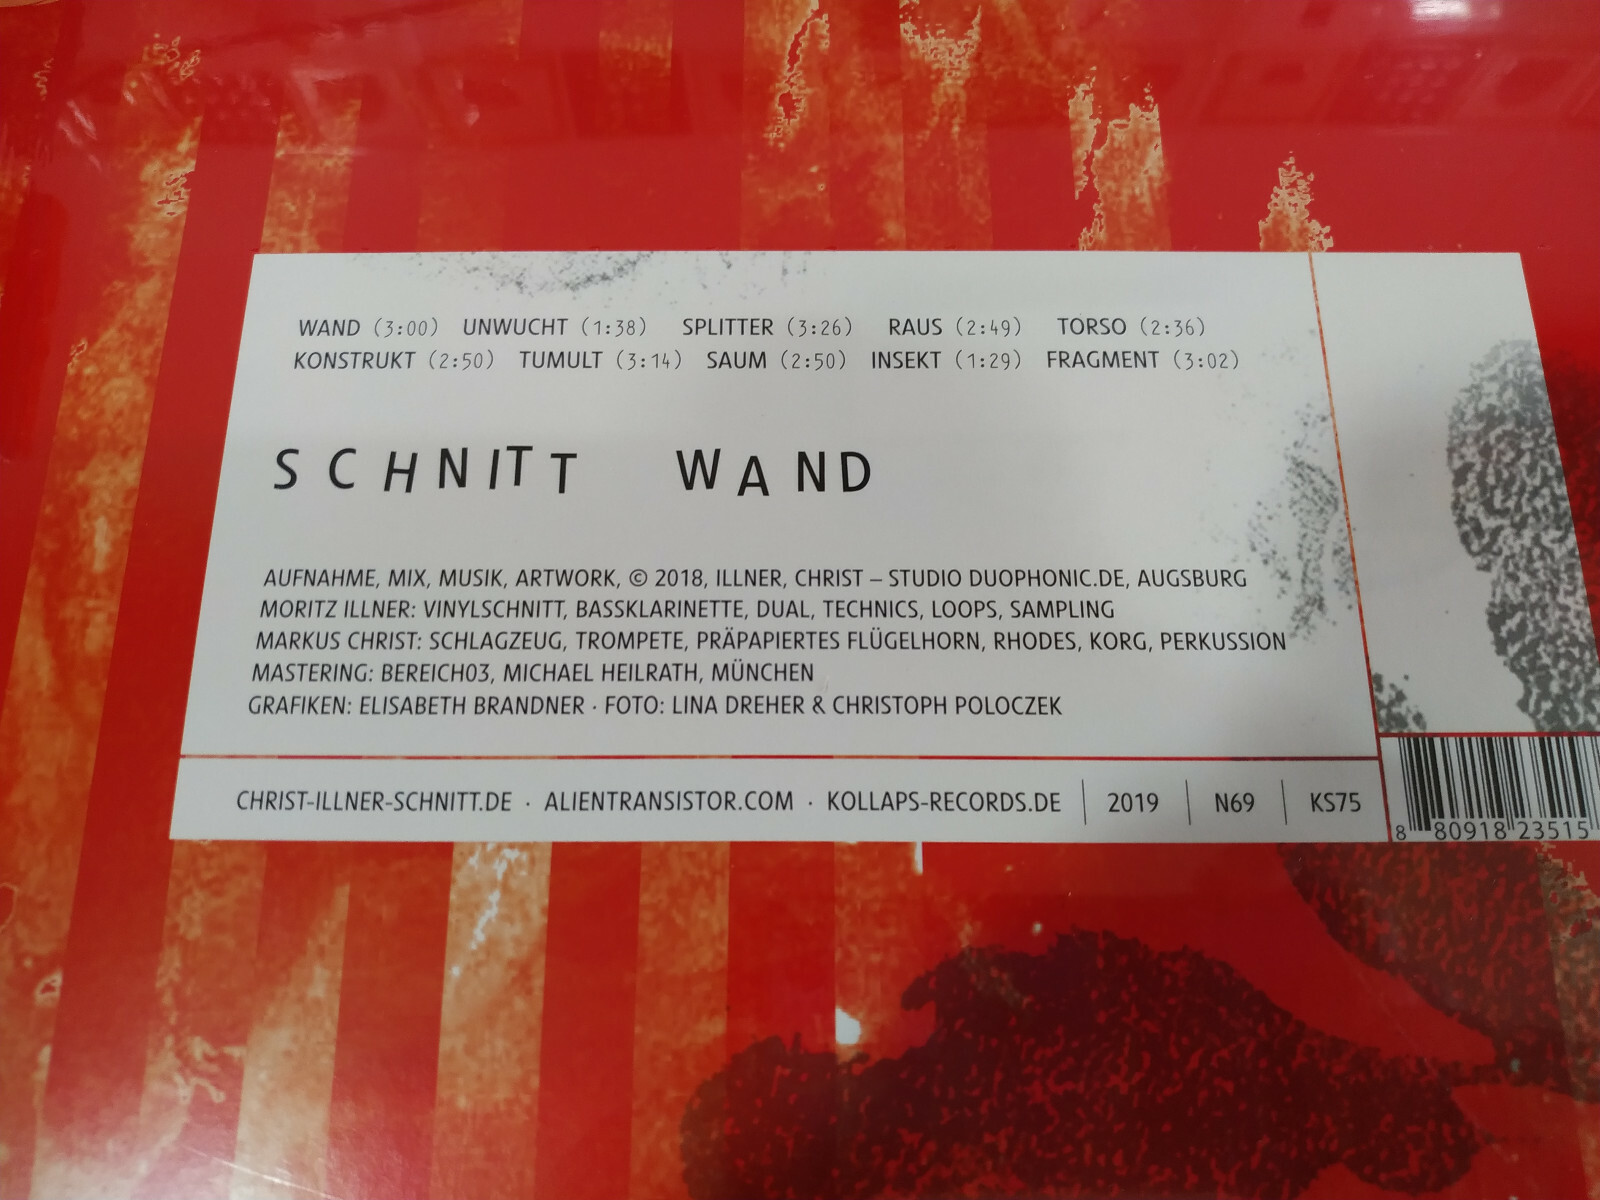 WAND (3:00) UNWUCHT (1:38) SPLITTER (3:26) RAUS (2:49) TORSO (2:36)
KONSTRUKT (2:50) TUMULT (3:14) SAUM (2:50) INSEKT (1:29) FRAGMENT (3:02)
SCHNITT WAND
AUFNAHME, MIX, MUSIK, ARTWORK, © 2018, ILLNER, CHRIST – STUDIO DUOPHONIC.DE, AUGSBURG
MORITZ ILLNER: VINYLSCHNITT, BASSKLARINETTE, DUAL, TECHNICS, LOOPS, SAMPLING
MARKUS CHRIST: SCHLAGZEUG, TROMPETE, PRÄPAPIERTES FLÜGELHORN, RHODES, KORG, PERKUSSION
MASTERING: BEREICH03, MICHAEL HEILRATH, MÜNCHEN
GRAFIKEN: ELISABETH BRANDNER · FOTO: LINA DREHER & CHRISTOPH POLOCZEK
CHRIST-ILLNER-SCHNITT.DE · ALIENTRANSISTOR.COM · KOLLAPS-RECORDS.DE | 2019 | N69 | KS75
8 80918 23515